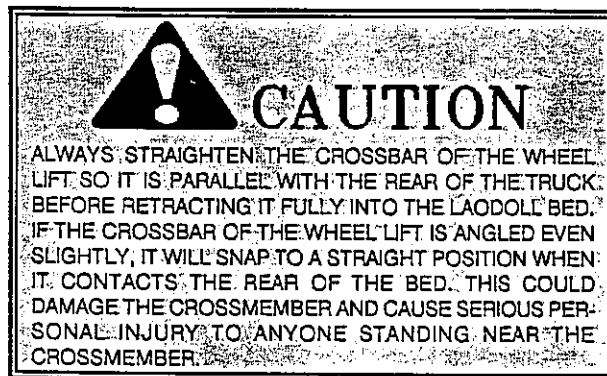 CAUTION
ALWAYS STRAIGHTEN THE CROSSBAR OF THE WHEEL
LIFT SO IT IS PARALLEL WITH THE REAR OF THE TRUCK
BEFORE RETRACTING IT FULLY INTO THE LAODOLL BED.
IF THE CROSSBAR OF THE WHEEL LIFT IS ANGLED EVEN
SLIGHTLY, IT WILL SNAP TO A STRAIGHT POSITION WHEN
IT CONTACTS THE REAR OF THE BED. THIS COULD
DAMAGE THE CROSSMEMBER AND CAUSE SERIOUS PER-
SONAL INJURY TO ANYONE STANDING NEAR THE
CROSSMEMBER.